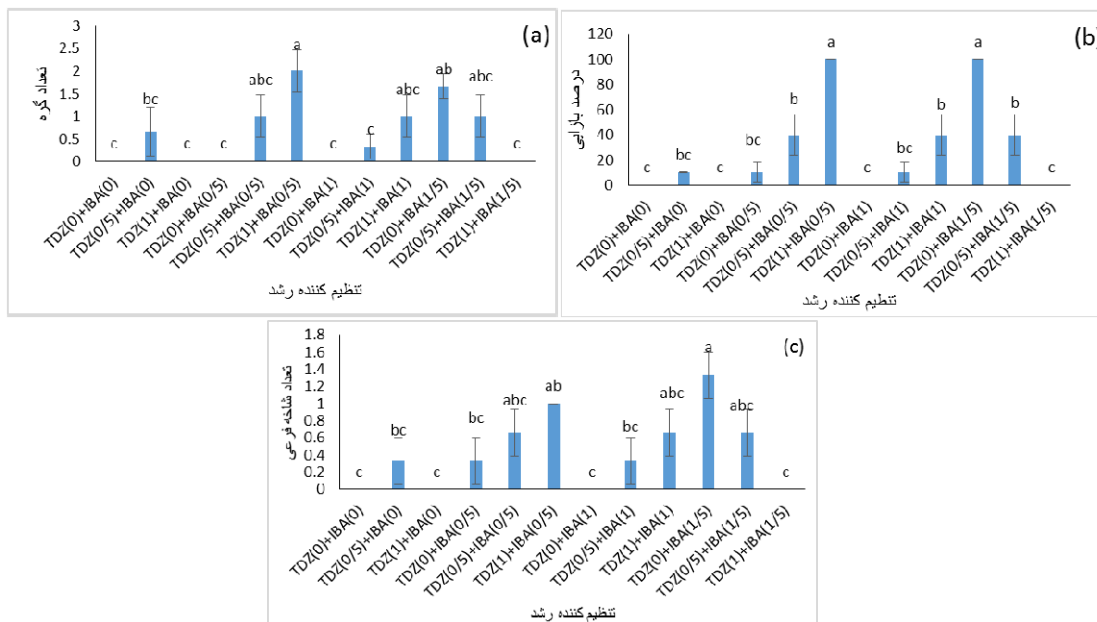 (a)
تعداد گره
3
2.5
2
1.5
1
0.5
0
c
bc
c
c
abc
a
c
c
abc
ab
abc
c
TDZ(0)+IBA(0)
TDZ(0/5)+IBA(0)
TDZ(1)+IBA(0)
TDZ(0)+IBA(0/5)
TDZ(0/5)+IBA(0/5)
TDZ(1)+IBA(0/5)
TDZ(0)+IBA(1)
TDZ(0/5)+IBA(1)
TDZ(1)+IBA(1)
TDZ(0)+IBA(1/5)
TDZ(0/5)+IBA(1/5)
TDZ(1)+IBA(1/5)
تنظیم کننده رشد
(b)
درصد باززایی
120
100
80
60
40
20
0
c
bc
c
bc
b
a
c
bc
b
a
b
c
TDZ(0)+IBA(0)
TDZ(0/5)+IBA(0)
TDZ(1)+IBA(0)
TDZ(0)+IBA(0/5)
TDZ(0/5)+IBA(0/5)
TDZ(1)+IBA(0/5)
TDZ(0)+IBA(1)
TDZ(0/5)+IBA(1)
TDZ(1)+IBA(1)
TDZ(0)+IBA(1/5)
TDZ(0/5)+IBA(1/5)
TDZ(1)+IBA(1/5)
تنظیم کننده رشد
(c)
تعداد شاخه فرعی
1.8
1.6
1.4
1.2
1
0.8
0.6
0.4
0.2
0
c
bc
c
bc
abc
ab
c
bc
abc
a
abc
c
TDZ(0)+IBA(0)
TDZ(0/5)+IBA(0)
TDZ(1)+IBA(0)
TDZ(0)+IBA(0/5)
TDZ(0/5)+IBA(0/5)
TDZ(1)+IBA(0/5)
TDZ(0)+IBA(1)
TDZ(0/5)+IBA(1)
TDZ(1)+IBA(1)
TDZ(0)+IBA(1/5)
TDZ(0/5)+IBA(1/5)
TDZ(1)+IBA(1/5)
تنظیم کننده رشد